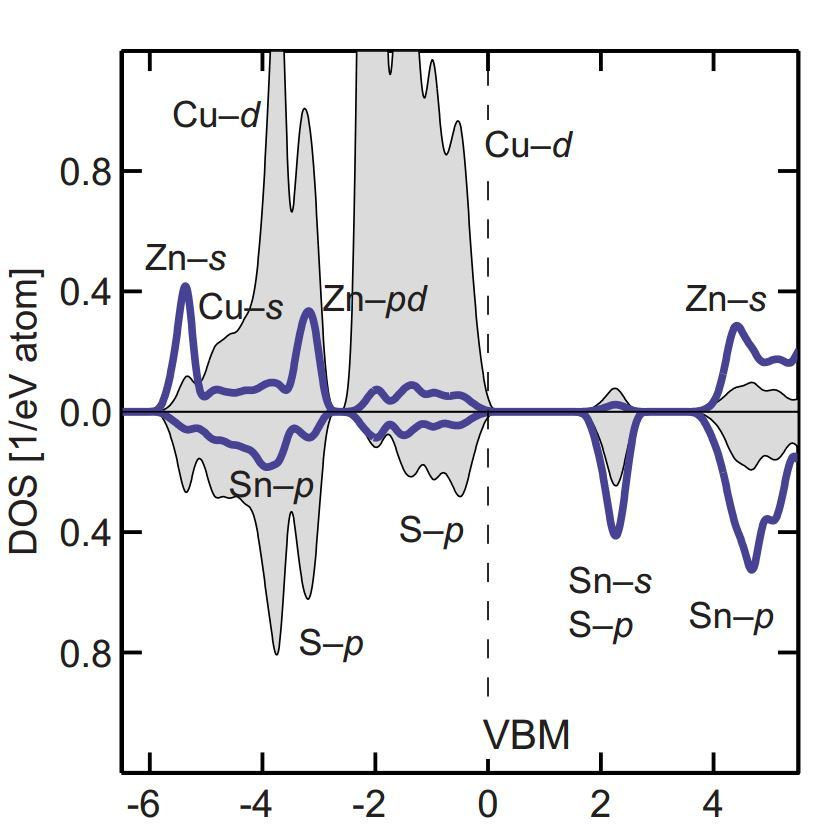 Cu–d
Cu–d
0.8
Zn–s
Cu–s
Zn–pd
Zn–s
0.4
0.0
DOS [1/eV atom]
Sn–p
S–p
0.4
Sn–s
S–p
Sn–p
S–p
0.8
VBM
-6 -4 -2 0 2 4